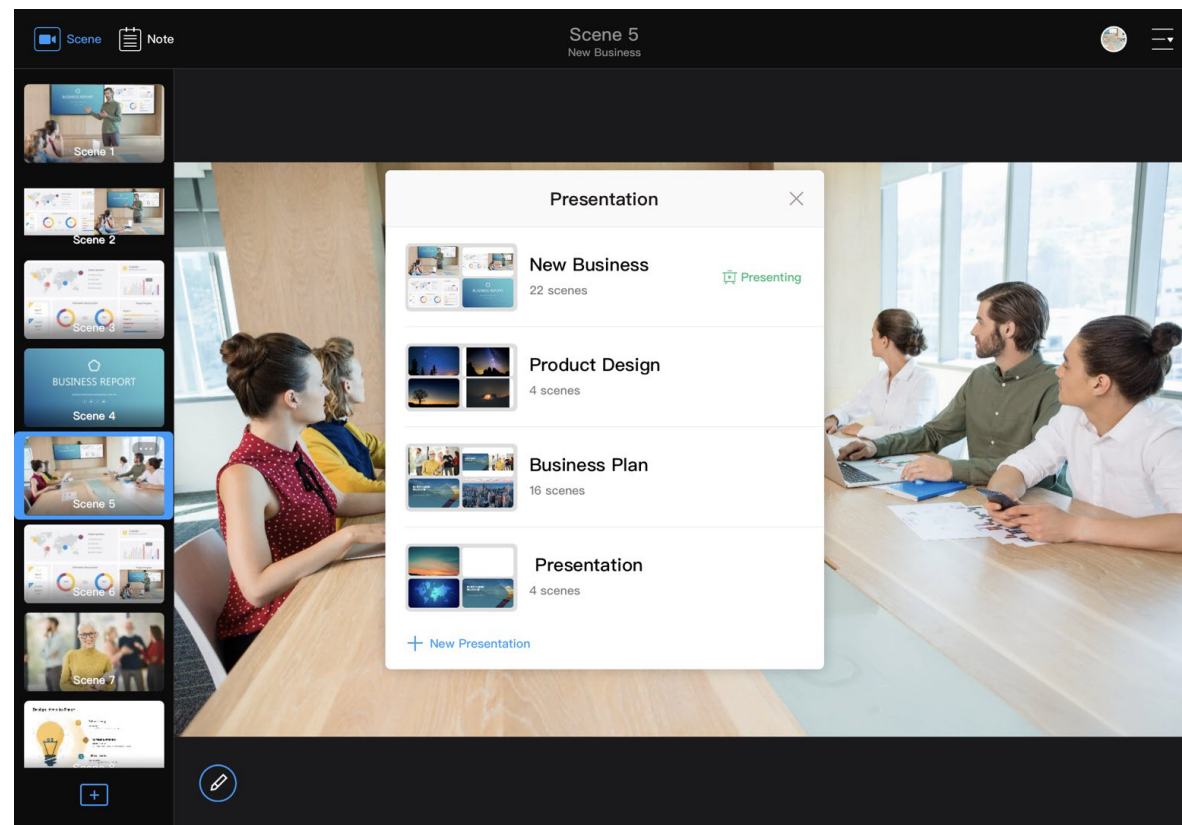 Scene
Note
Scene 5
New Business
BUSINESS REPORT
Scene 1
Scene 2
Scene 3
BUSINESS REPORT
Scene 4
Scene 5
Scene 6
Scene 7
Presentation
New Business
22 scenes
Presenting
Product Design
4 scenes
Business Plan
16 scenes
Presentation
4 scenes
New Presentation